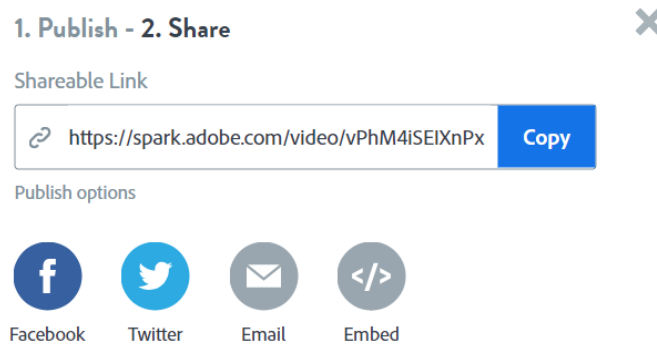 1. Publish - 2. Share
Shareable Link
https://spark.adobe.com/video/vPhM4iSEIXnPx Copy
Publish options
Facebook Twitter Email Embed